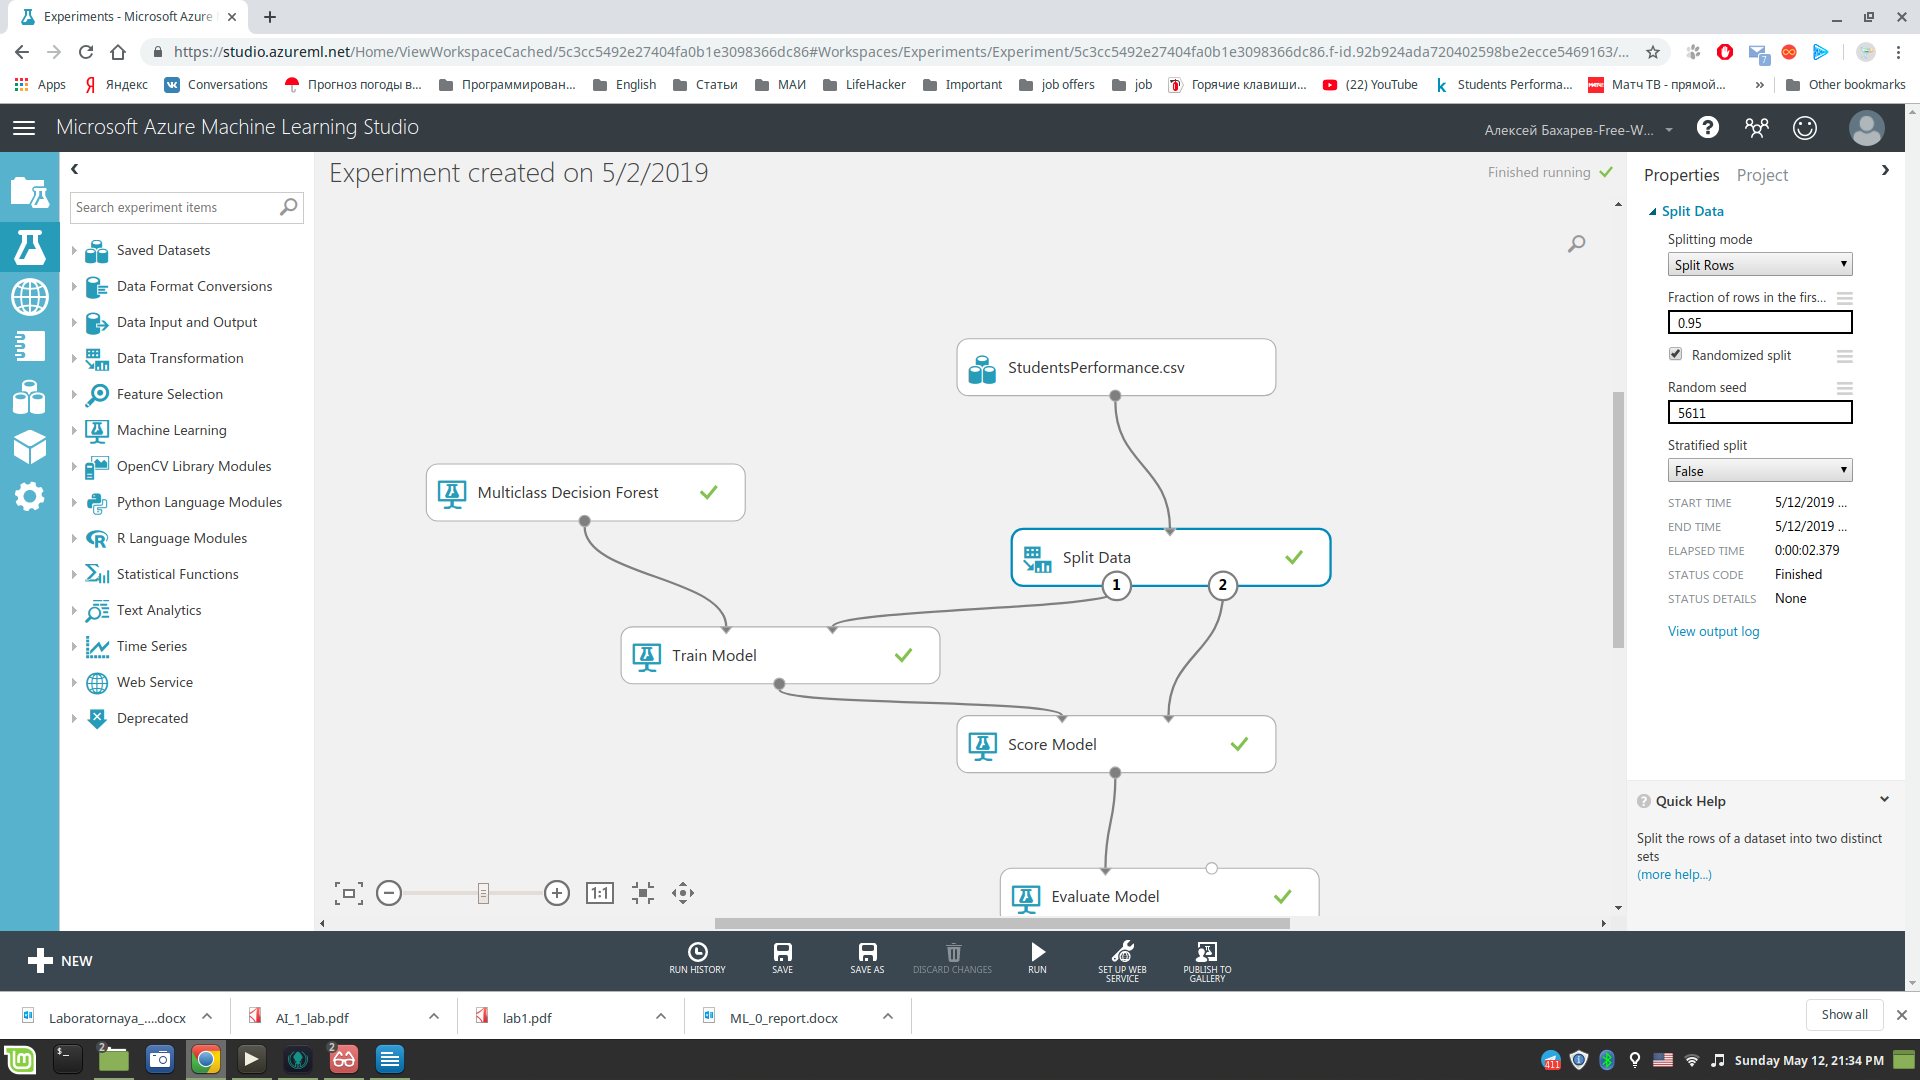 Experiments - Microsoft Azure
https://studio.azureml.net/Home/ViewWorkspaceCached/5c3cc5492e27404fa0b1e3098366dc86#Workspaces/Experiments/Experiment/5c3cc5492e27404fa0b1e3098366dc86.f-id.92b924ada720402598be2ecce5469163/...
7
Apps Яндекс Conversations Прогноз погоды в... Программирован... English Статьи МАИ LifeHacker Important job offers job Горячие клавиши... (22) YouTube Students Performa... Матч ТВ - прямой... » Other bookmarks
Microsoft Azure Machine Learning Studio
Алексей Бахарев-Free-W...
Search experiment items
Saved Datasets
Data Format Conversions
Data Input and Output
Data Transformation
Feature Selection
Machine Learning
OpenCV Library Modules
Python Language Modules
R Language Modules
Statistical Functions
Text Analytics
Time Series
Web Service
Deprecated
Experiment created on 5/2/2019
Finished running
StudentsPerformance.csv
Multiclass Decision Forest
Split Data
1 2
Train Model
Score Model
Evaluate Model
1:1
Properties Project
Split Data
Splitting mode
Split Rows
Fraction of rows in the firs...
0.95
Randomized split
Random seed
5611
Stratified split
False
START TIME 5/12/2019 ...
END TIME 5/12/2019 ...
ELAPSED TIME 0:00:02.379
STATUS CODE Finished
STATUS DETAILS None
View output log
Quick Help
Split the rows of a dataset into two distinct
sets
(more help...)
NEW
RUN HISTORY
SAVE
SAVE AS
DISCARD CHANGES
RUN
SET UP WEB
SERVICE
PUBLISH TO
GALLERY
Laboratornaya_....docx
AI_1_lab.pdf
lab1.pdf
ML_0_report.docx
Show all
2
2
411
Sunday May 12, 21:34 PM